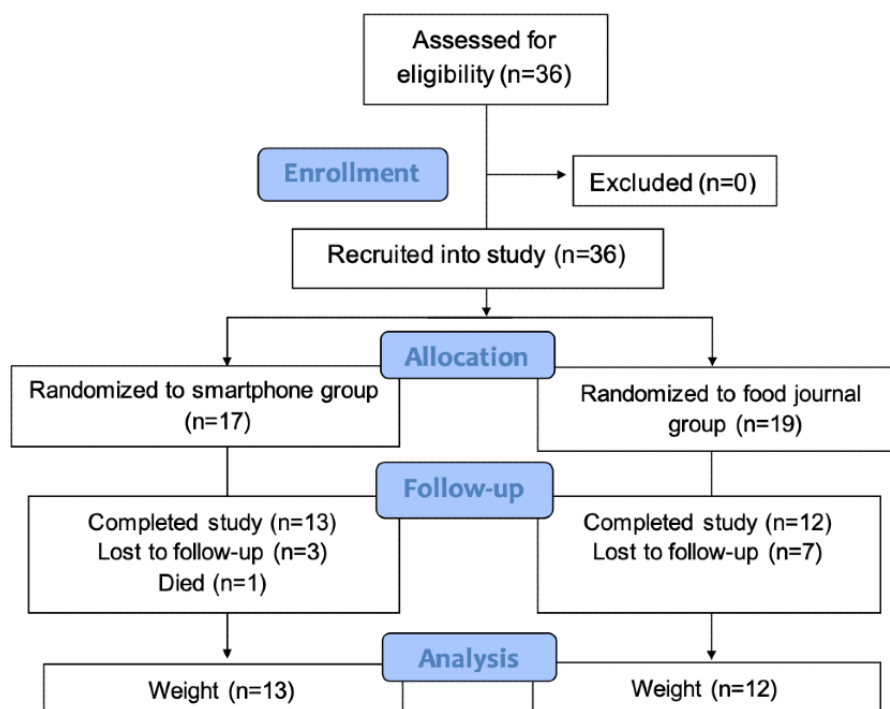 Assessed for
eligibility (n=36)
Enrollment
Excluded (n=0)
Recruited into study (n=36)
Allocation
Randomized to smartphone group
(n=17)
Randomized to food journal
group (n=19)
Follow-up
Completed study (n=13)
Lost to follow-up (n=3)
Died (n=1)
Completed study (n=12)
Lost to follow-up (n=7)
Analysis
Weight (n=13)
Weight (n=12)